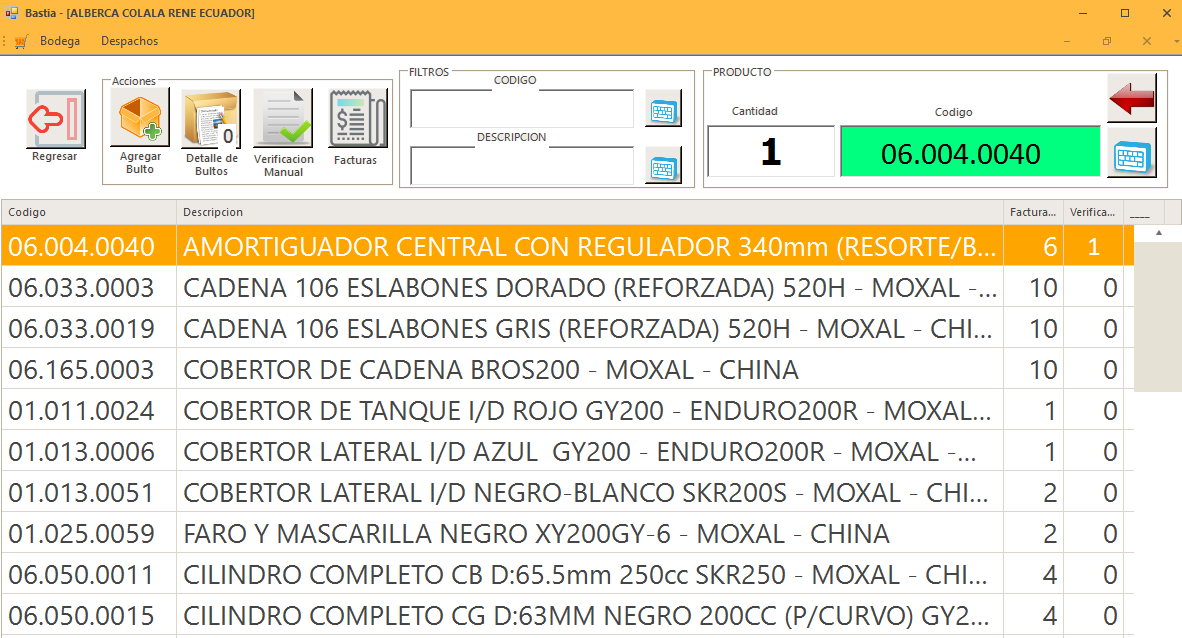 Bastia - [ALBERCA COLALA RENE ECUADOR]
Bodega Despachos
Acciones
Regresar
Agregar Bulto
0
Detalle de Bultos
Verificacion Manual
Facturas
FILTROS
CODIGO
DESCRIPCION
PRODUCTO
Cantidad Codigo
1 06.004.0040
Codigo Descripcion Factura... Verifica... ____
06.004.0040 AMORTIGUADOR CENTRAL CON REGULADOR 340mm (RESORTE/B... 6 1
06.033.0003 CADENA 106 ESLABONES DORADO (REFORZADA) 520H - MOXAL -... 10 0
06.033.0019 CADENA 106 ESLABONES GRIS (REFORZADA) 520H - MOXAL - CHI... 10 0
06.165.0003 COBERTOR DE CADENA BROS200 - MOXAL - CHINA 10 0
01.011.0024 COBERTOR DE TANQUE I/D ROJO GY200 - ENDURO200R - MOXAL... 1 0
01.013.0006 COBERTOR LATERAL I/D AZUL  GY200 - ENDURO200R - MOXAL -... 1 0
01.013.0051 COBERTOR LATERAL I/D NEGRO-BLANCO SKR200S - MOXAL - CHI... 2 0
01.025.0059 FARO Y MASCARILLA NEGRO XY200GY-6 - MOXAL - CHINA 2 0
06.050.0011 CILINDRO COMPLETO CB D:65.5mm 250cc SKR250 - MOXAL - CHI... 4 0
06.050.0015 CILINDRO COMPLETO CG D:63MM NEGRO 200CC (P/CURVO) GY2... 4 0